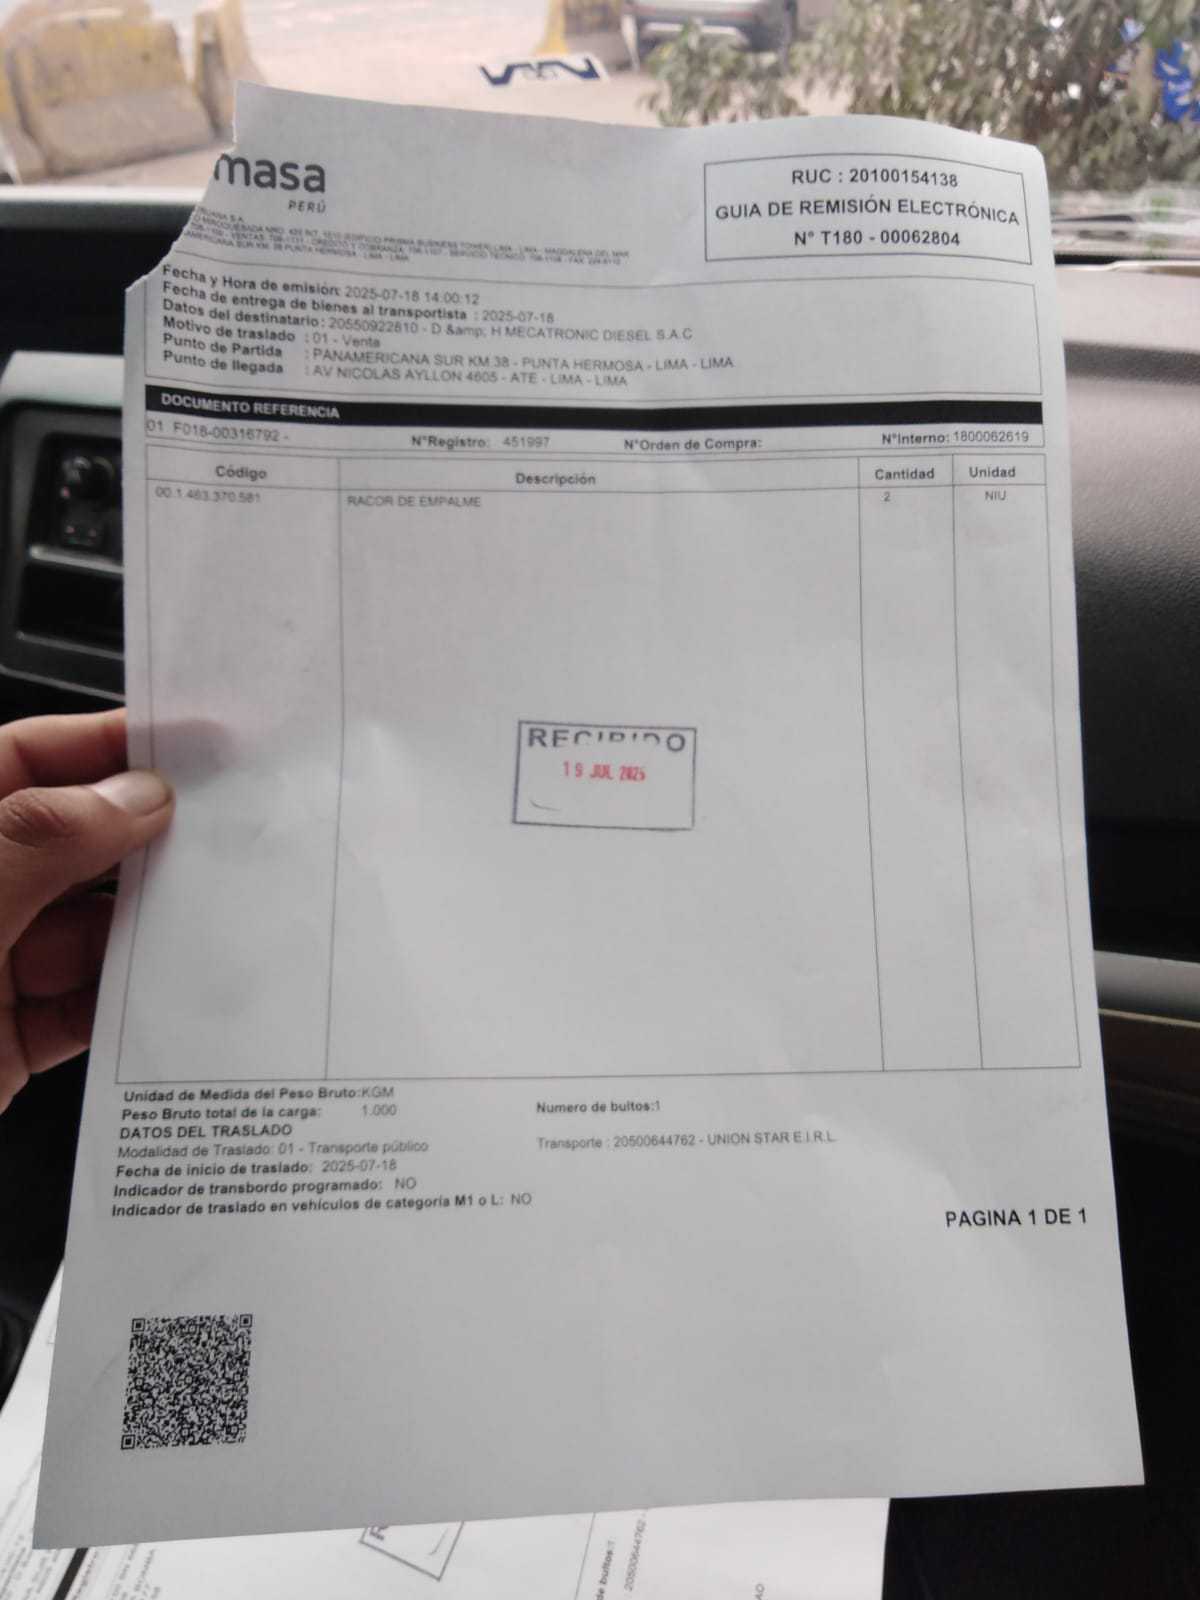 masa
PERÚ
RUC : 20100154138
GUIA DE REMISIÓN ELECTRÓNICA
N° T180 - 00062804
Fecha y Hora de emisión: 2025-07-18 14:00:12
Fecha de entrega de bienes al transportista : 2025-07-18
Datos del destinatario: 20550922810 - D &amp; H MECATRONIC DIESEL S.A.C
Motivo de traslado : 01 - Venta
Punto de Partida : PANAMERICANA SUR KM.38 - PUNTA HERMOSA - LIMA - LIMA
Punto de llegada : AV NICOLAS AYLLON 4605 - ATE - LIMA - LIMA
DOCUMENTO REFERENCIA
01 F018-00316792 - N°Registro: 451997 N°Orden de Compra: N°Interno: 1800062619
Código Descripción Cantidad Unidad
00.1.463.370.581 RACOR DE EMPALME 2 NIU
RECIBIDO
19 JUL 2025
Unidad de Medida del Peso Bruto:KGM
Peso Bruto total de la carga: 1.000 Numero de bultos:1
DATOS DEL TRASLADO
Modalidad de Traslado: 01 - Transporte público Transporte : 20500644762 - UNION STAR E.I.R.L.
Fecha de inicio de traslado: 2025-07-18
Indicador de transbordo programado: NO
Indicador de traslado en vehículos de categoría M1 o L: NO
PAGINA 1 DE 1